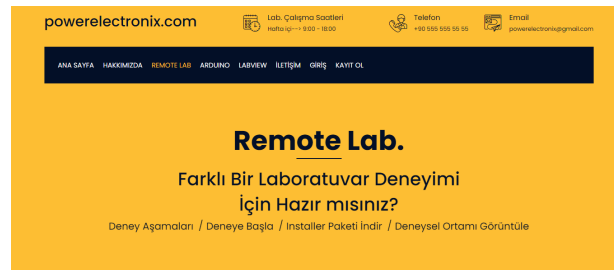 powerelectronix.com
Lab. Çalışma Saatleri
Hafta içi--> 9:00 - 18:00
Telefon
+90 555 555 55 55
Email
powerelectronix@gmail.com
ANA SAYFA HAKKIMIZDA REMOTE LAB ARDUINO LABVIEW İLETİŞİM GİRİŞ KAYIT OL
Remote Lab.
Farklı Bir Laboratuvar Deneyimi
İçin Hazır mısınız?
Deney Aşamaları / Deneye Başla / Installer Paketi İndir / Deneysel Ortamı Görüntüle